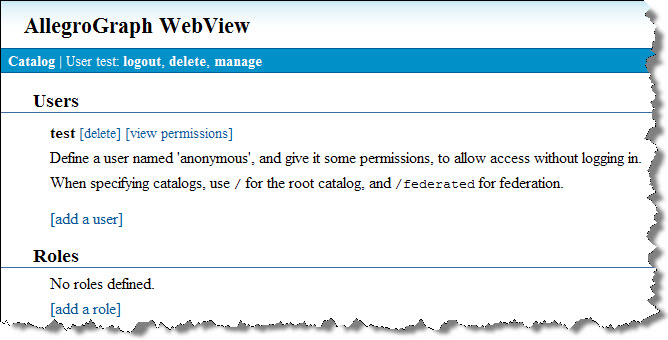 AllegroGraph WebView
Catalog | User test: logout, delete, manage
Users
test [delete] [view permissions]
Define a user named 'anonymous', and give it some permissions, to allow access without logging in.
When specifying catalogs, use / for the root catalog, and /federated for federation.
[add a user]
Roles
No roles defined.
[add a role]